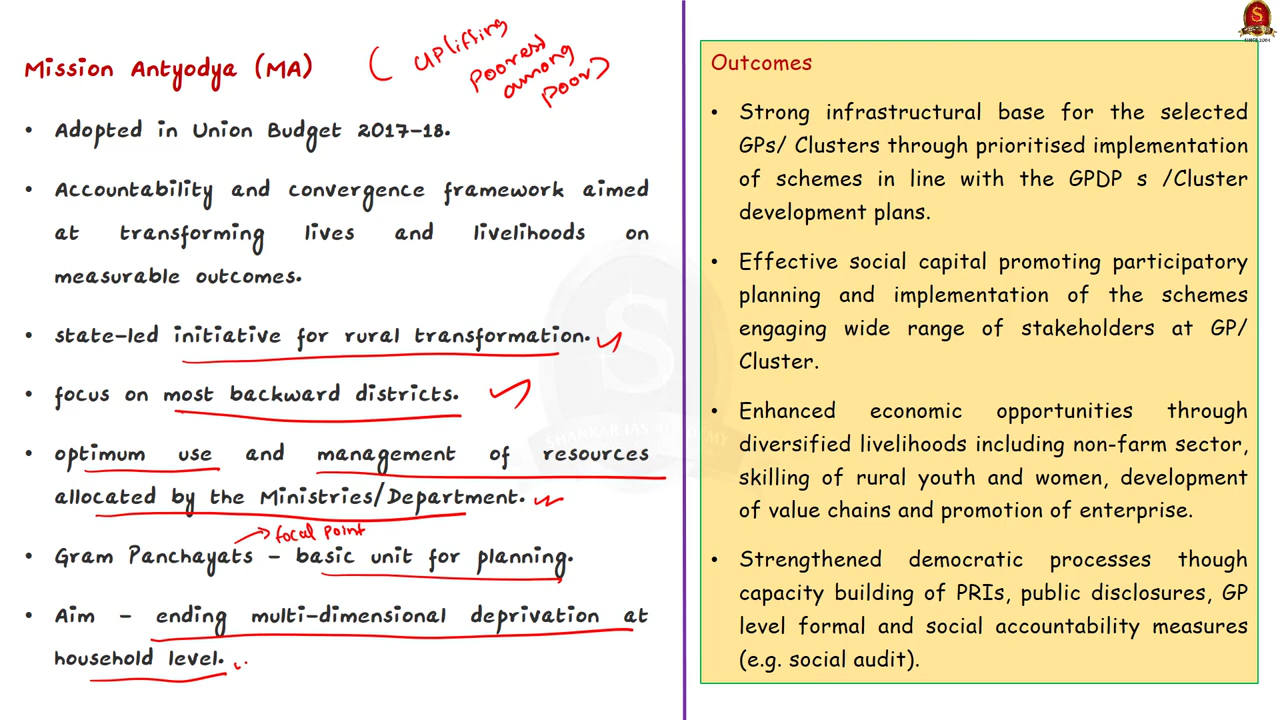 Mission Antyodya (MA)
( uplifting
poorest
among
poor)
• Adopted in Union Budget 2017-18.
• Accountability and convergence framework aimed
at transforming lives and livelihoods on
measurable outcomes.
• state-led initiative for rural transformation.
• focus on most backward districts.
• optimum use and management of resources
allocated by the Ministries/Department.
focal point
• Gram Panchayats - basic unit for planning.
• Aim - ending multi-dimensional deprivation at
household level.
S
SINCE 2004
Outcomes
• Strong infrastructural base for the selected
GPs/ Clusters through prioritised implementation
of schemes in line with the GPDP s /Cluster
development plans.
• Effective social capital promoting participatory
planning and implementation of the schemes
engaging wide range of stakeholders at GP/
Cluster.
• Enhanced economic opportunities through
diversified livelihoods including non-farm sector,
skilling of rural youth and women, development
of value chains and promotion of enterprise.
• Strengthened democratic processes though
capacity building of PRIs, public disclosures, GP
level formal and social accountability measures
(e.g. social audit).
S
SHANKAR IAS ACADEMY